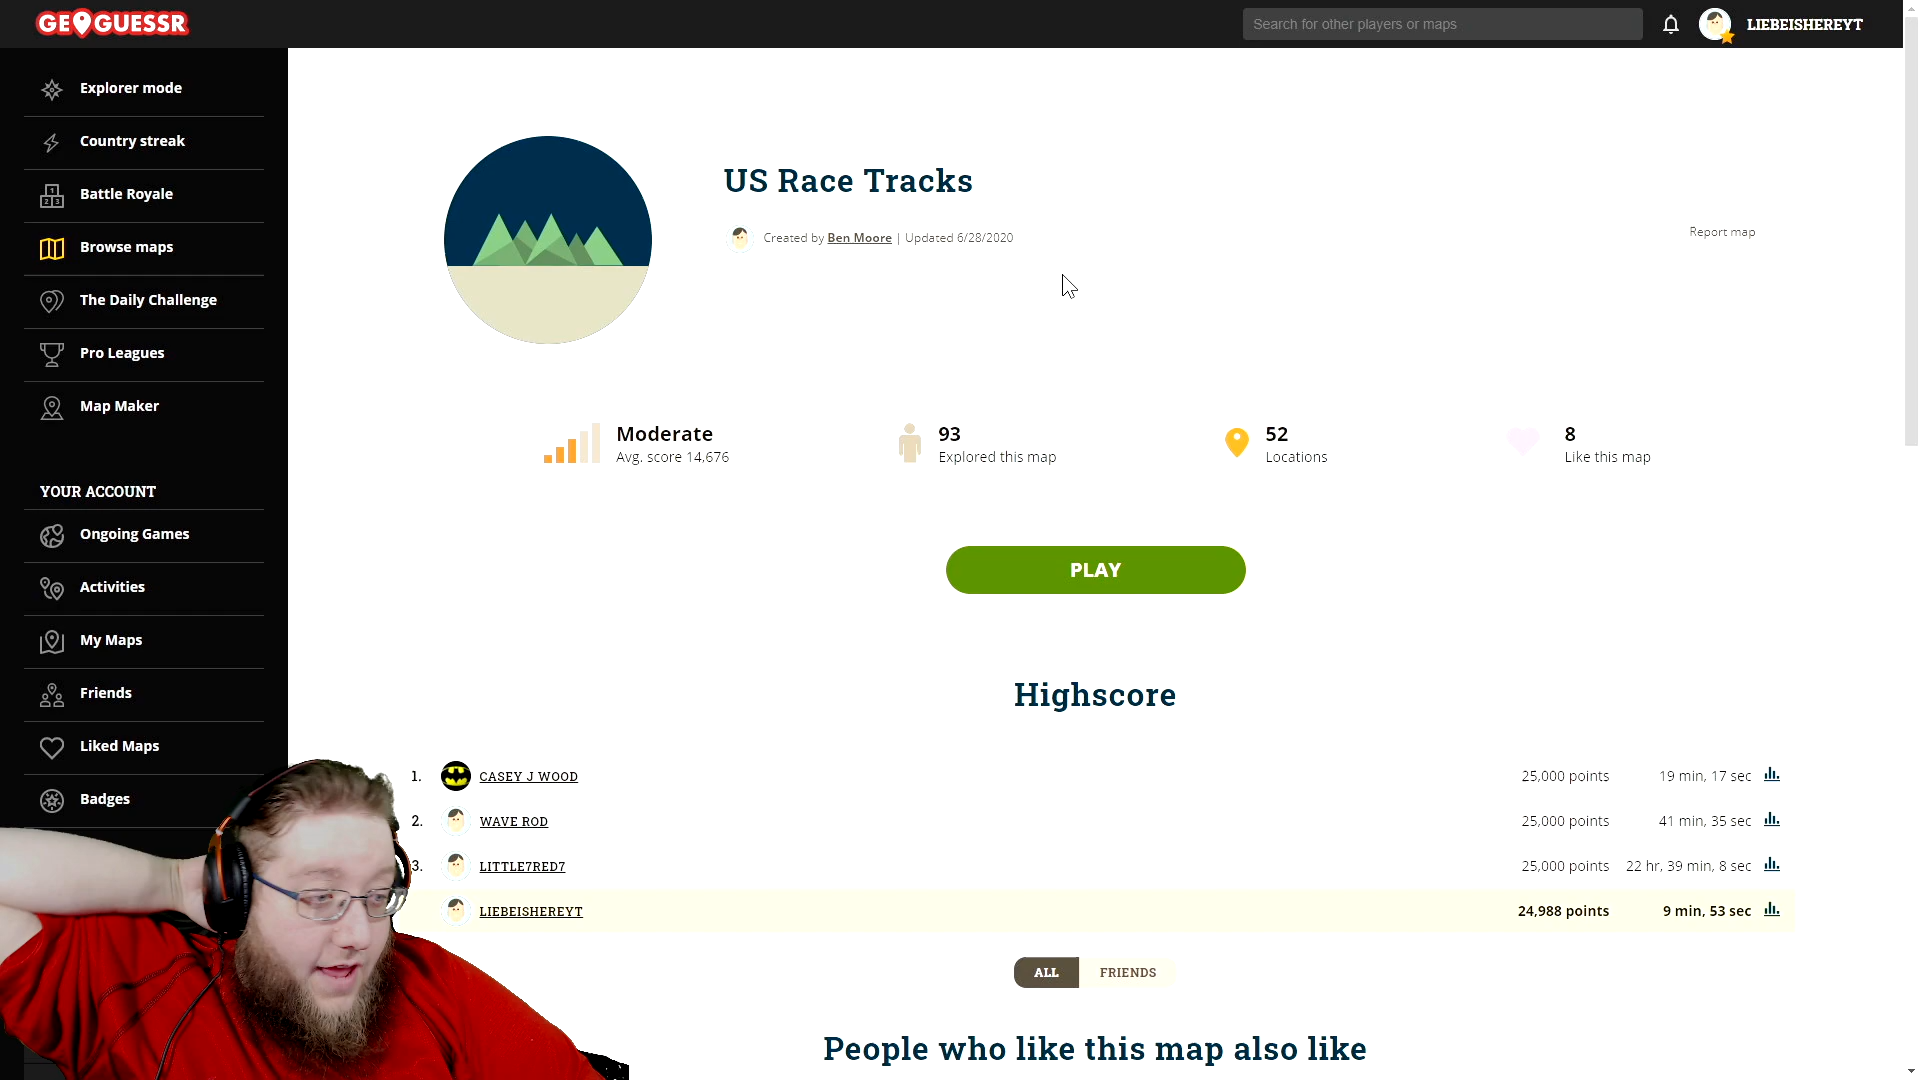 GEOGUESSR
Search for other players or maps
LIEBEISHEREYT
Explorer mode
Country streak
Battle Royale
Browse maps
The Daily Challenge
Pro Leagues
Map Maker
YOUR ACCOUNT
Ongoing Games
Activities
My Maps
Friends
Liked Maps
Badges
US Race Tracks
Created by Ben Moore | Updated 6/28/2020
Report map
Moderate
Avg. score 14,676
93
Explored this map
52
Locations
8
Like this map
PLAY
Highscore
1. CASEY J WOOD 25,000 points 19 min, 17 sec
2. WAVE ROD 25,000 points 41 min, 35 sec
3. LITTLE7RED7 25,000 points 22 hr, 39 min, 8 sec
LIEBEISHEREYT 24,988 points 9 min, 53 sec
ALL FRIENDS
People who like this map also like